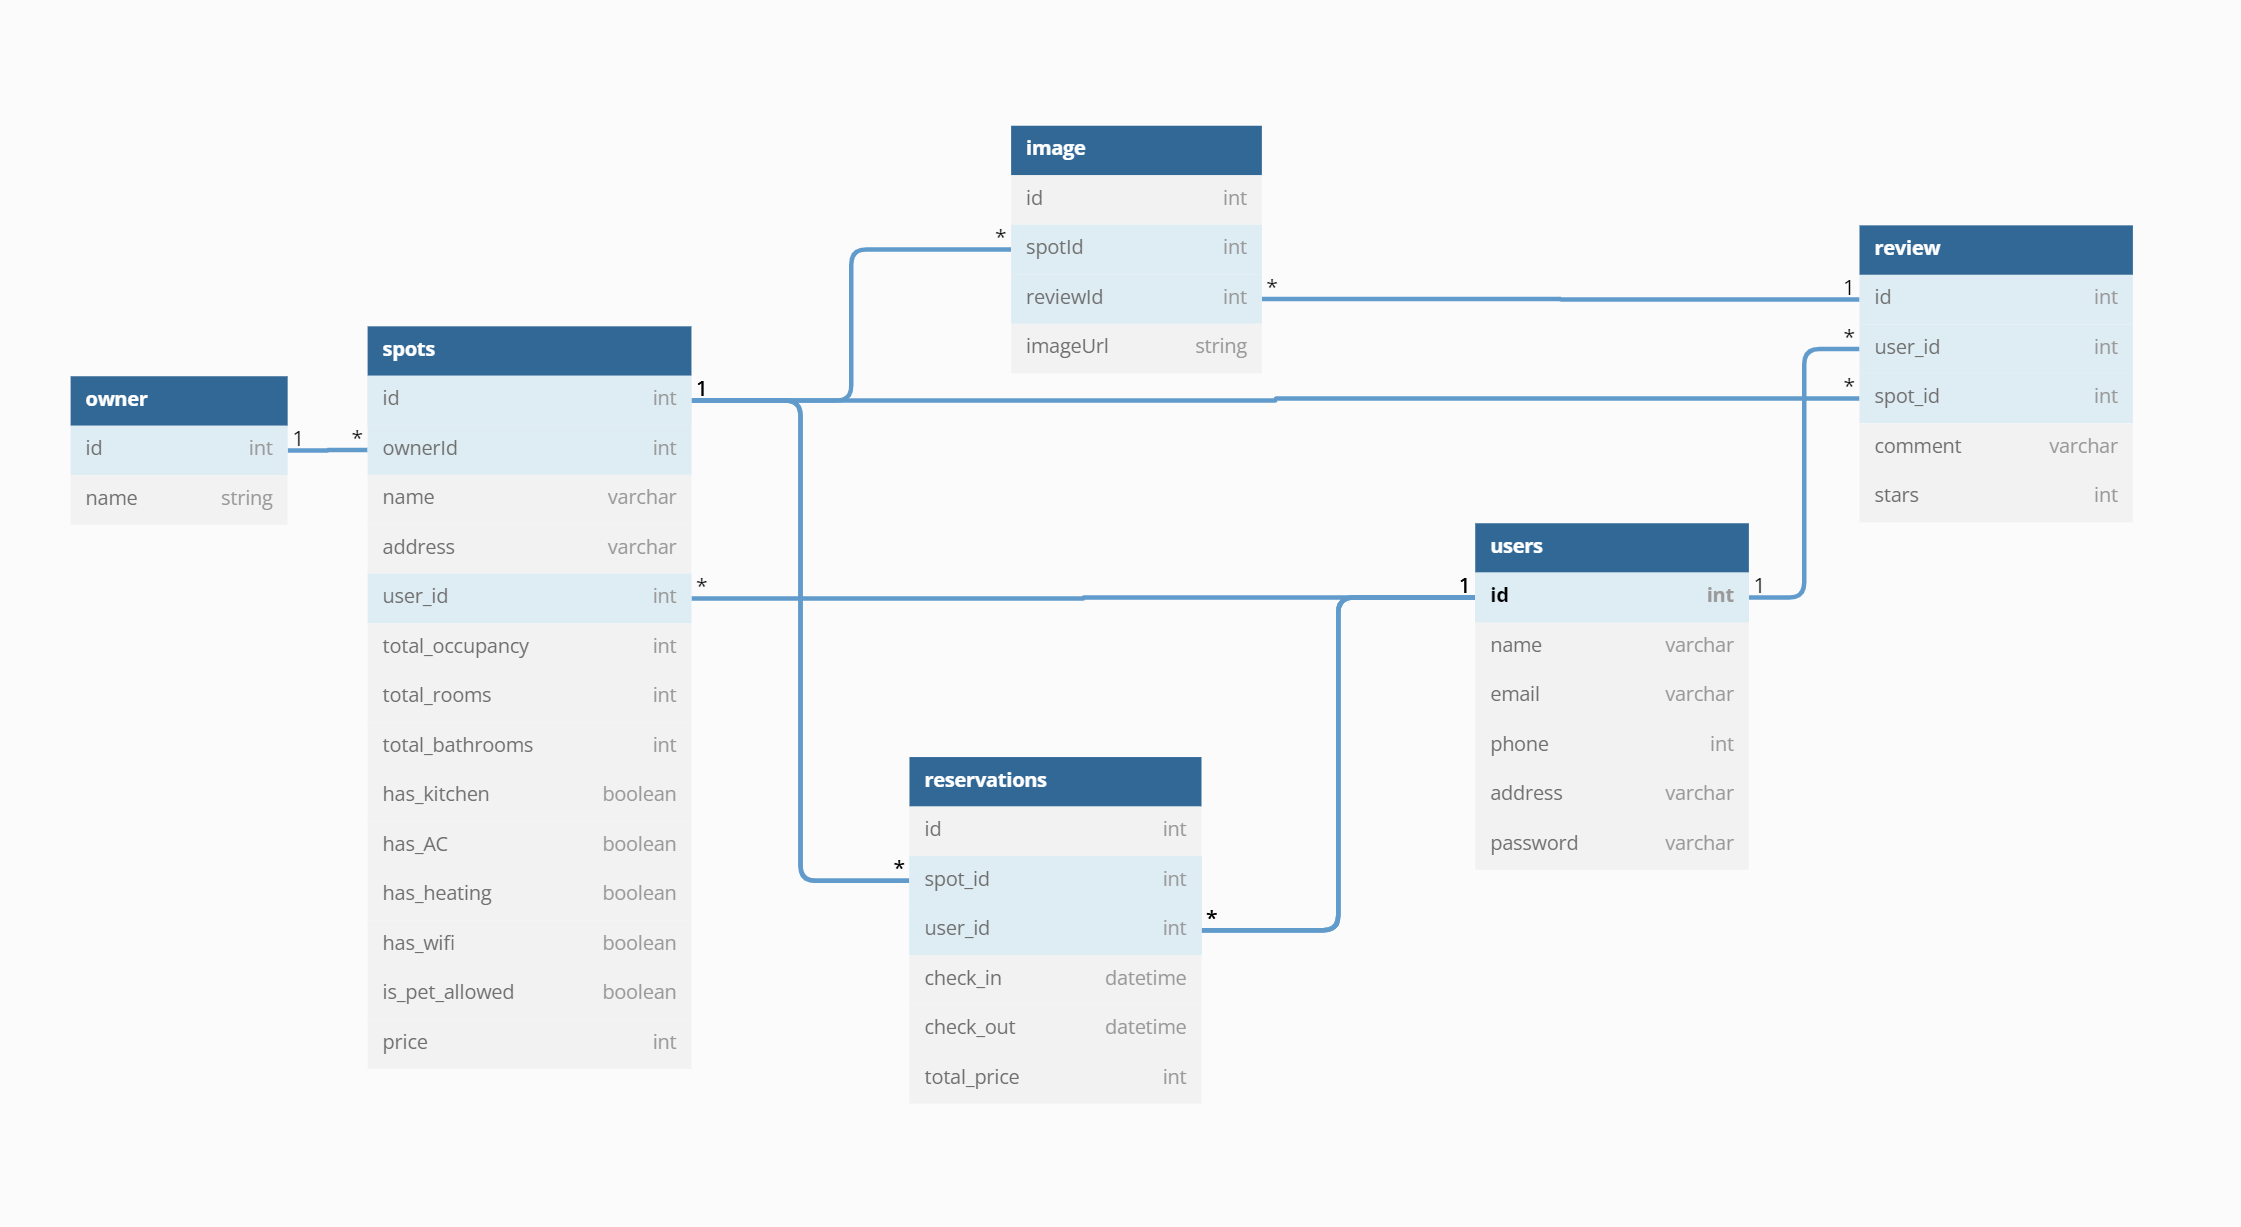 image
id int
* spotId int
reviewId int *
imageUrl string
review
1 id int
* user_id int
* spot_id int
comment varchar
stars int
spots
id int 1
* ownerId int
name varchar
address varchar
user_id int *
total_occupancy int
total_rooms int
total_bathrooms int
has_kitchen boolean
has_AC boolean
has_heating boolean
has_wifi boolean
is_pet_allowed boolean
price int
owner
id int 1
name string
users
1 id int 1
name varchar
email varchar
phone int
address varchar
password varchar
reservations
id int
* spot_id int
user_id int *
check_in datetime
check_out datetime
total_price int